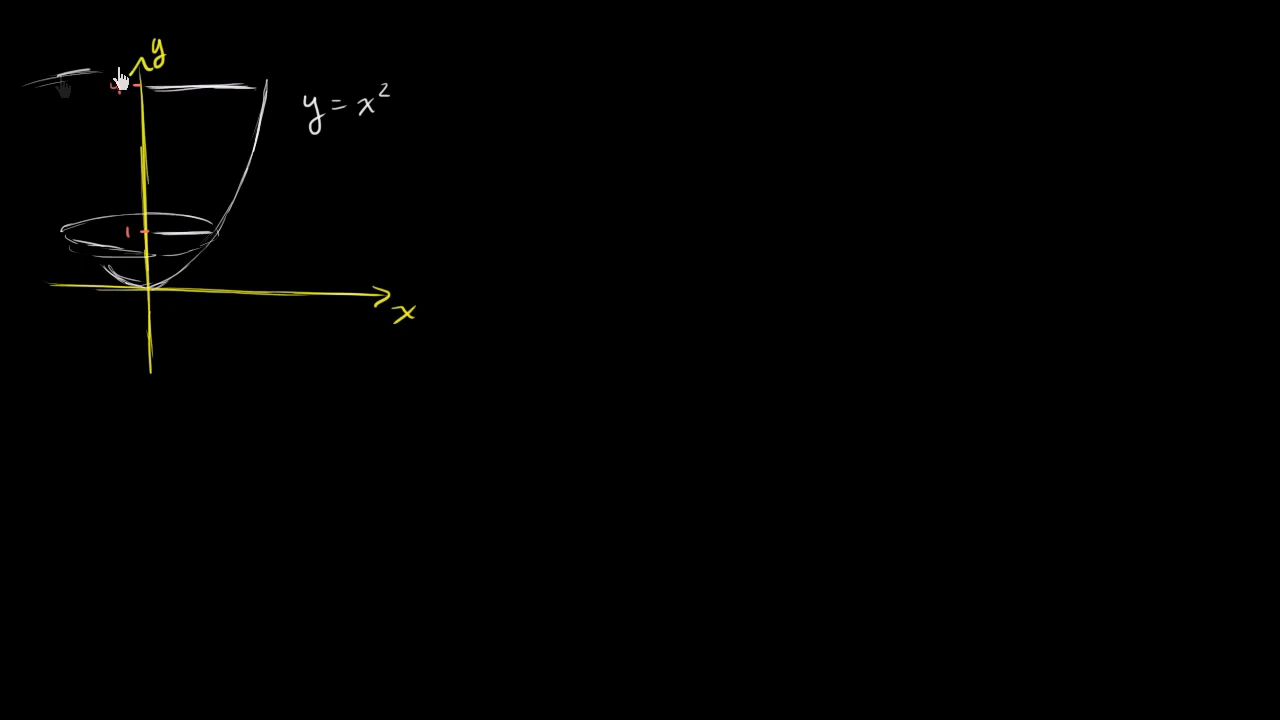 y
y = x²
1
x